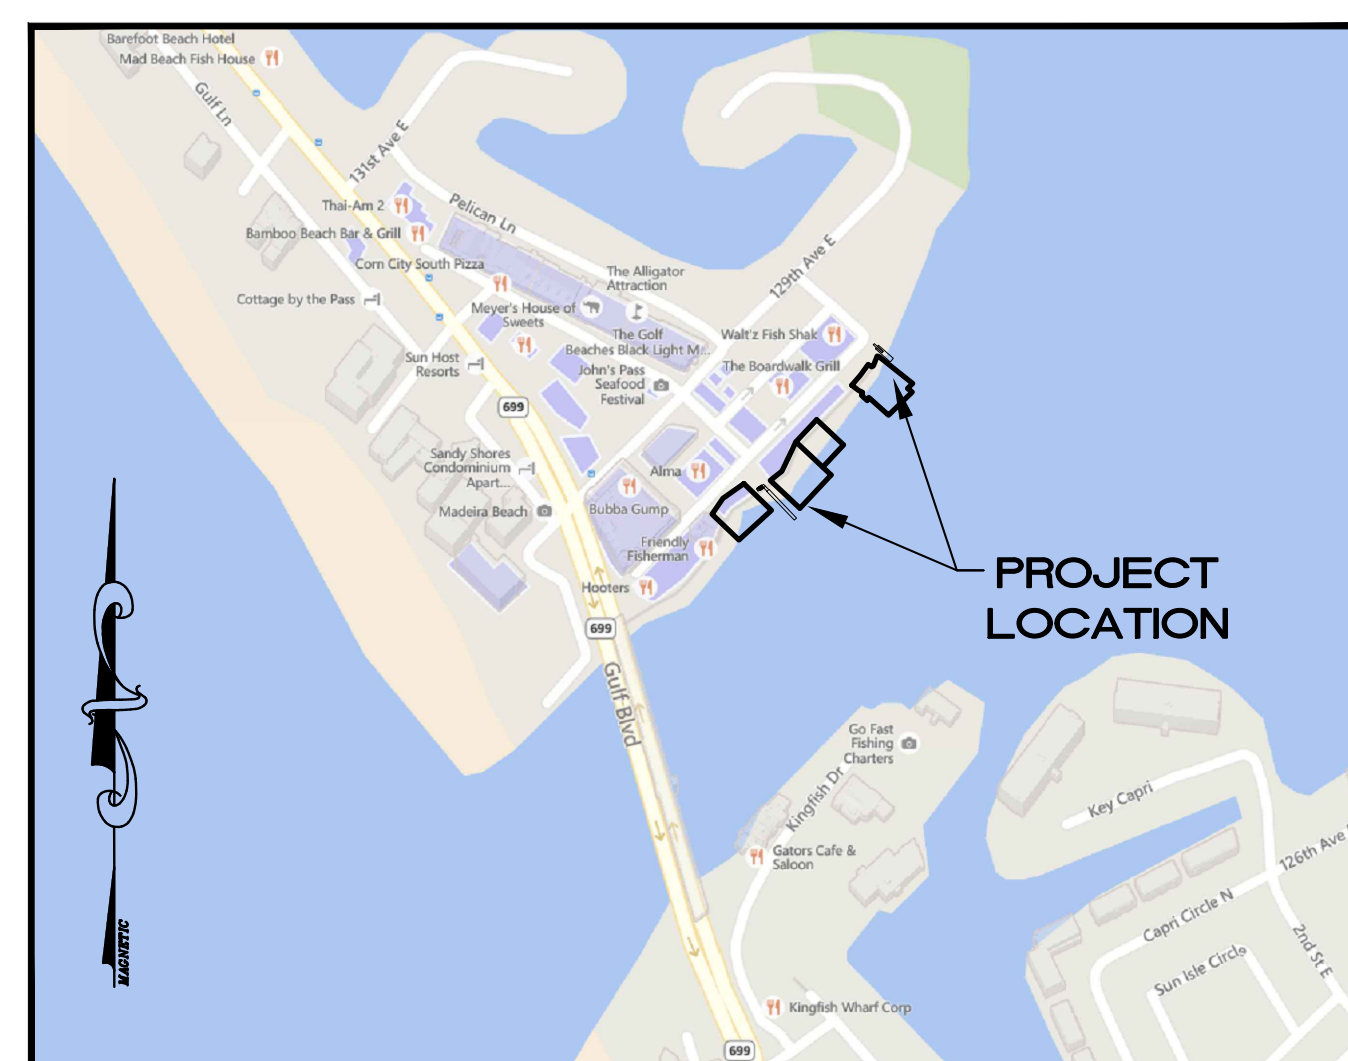 Barefoot Beach Hotel
Mad Beach Fish House
Gulf Ln
131st Ave E
Thai-Am 2
Pelican Ln
Bamboo Beach Bar & Grill
Corn City South Pizza
129th Ave E
The Alligator
Attraction
Cottage by the Pass
Meyer's House of
Sweets
The Golf
Beaches Black Light M...
Walt'z Fish Shak
Sun Host
Resorts
John's Pass
Seafood
Festival
The Boardwalk Grill
699
Sandy Shores
Condominium
Apart...
Alma
Madeira Beach
Bubba Gump
Friendly
Fisherman
Hooters
PROJECT
LOCATION
699
Gulf Blvd
Go Fast
Fishing
Charters
Kingfish Dr
Key Capri
Gators Cafe &
Saloon
126th Ave
Capri Circle N
MAGNETIC
Sun Isle Circle
2nd St E
Kingfish Wharf Corp
699